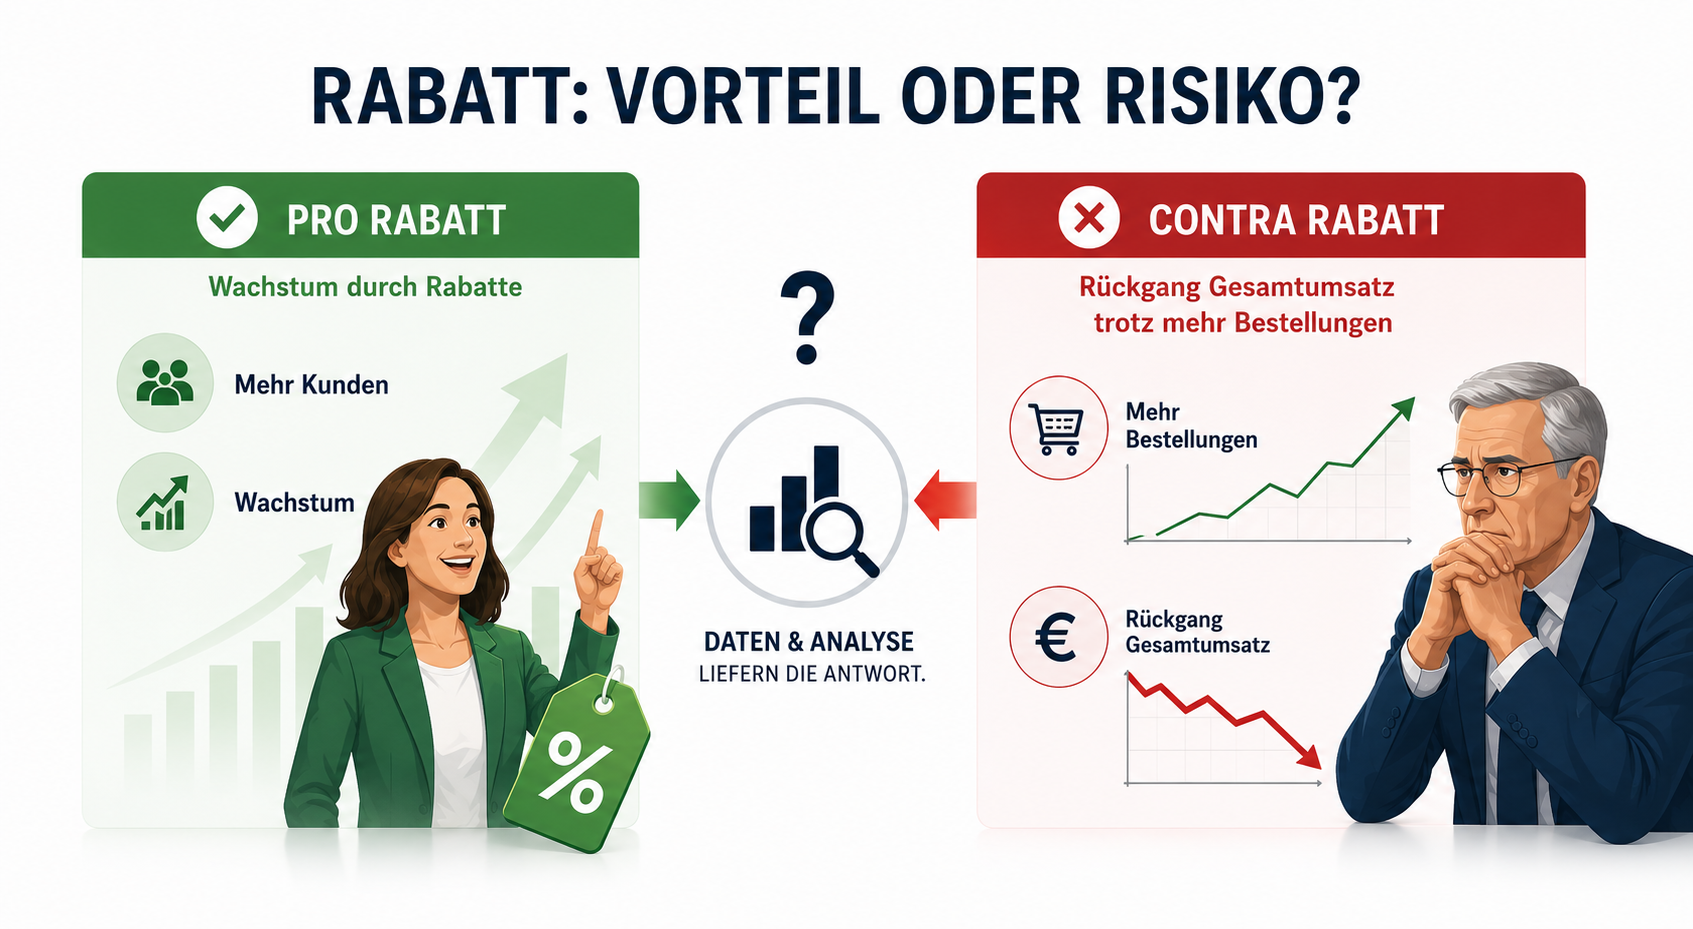 RABATT: VORTEIL ODER RISIKO?
PRO RABATT
Wachstum durch Rabatte
Mehr Kunden
Wachstum
%
?
DATEN & ANALYSE
LIEFERN DIE ANTWORT.
CONTRA RABATT
Rückgang Gesamtumsatz
trotz mehr Bestellungen
Mehr
Bestellungen
€
Rückgang
Gesamtumsatz